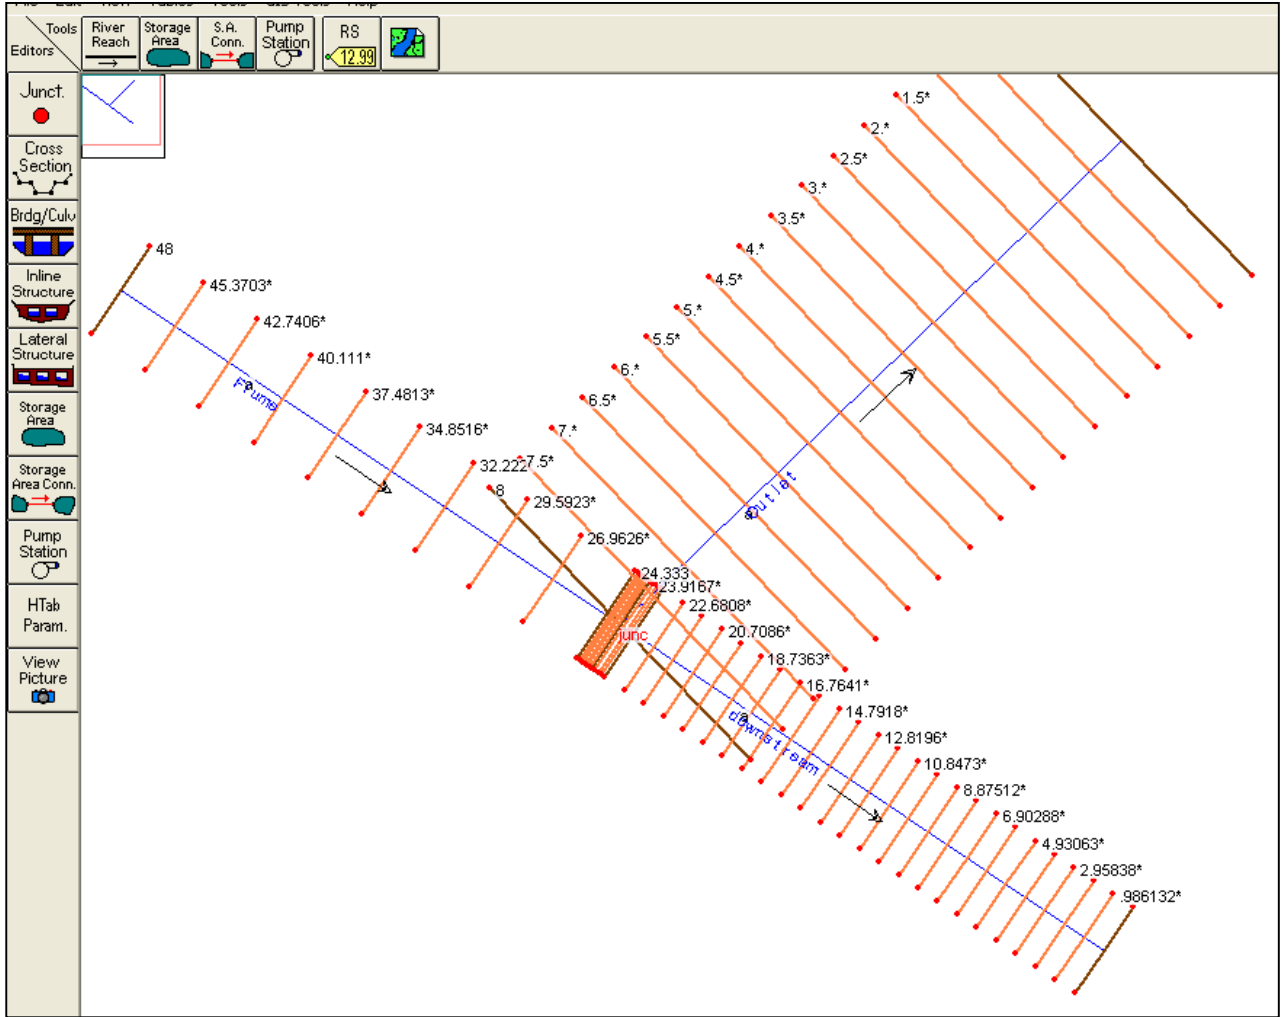 Tools
Editors
River
Reach
Storage
Area
S.A.
Conn.
Pump
Station
RS
12.99
Junct.
Cross
Section
Brdg/Culv
Inline
Structure
Lateral
Structure
Storage
Area
Storage
Area Conn.
Pump
Station
HTab
Param.
View
Picture
1.5*
2.*
2.5*
3.*
3.5*
4.*
4.5*
5.*
5.5*
6.*
6.5*
7.*
7.5*
8
48
45.3703*
42.7406*
40.111*
37.4813*
34.8516*
32.222
29.5923*
26.9626*
24.333
23.9167*
22.6808*
20.7086*
18.7363*
16.7641*
14.7918*
12.8196*
10.8473*
8.87512*
6.90288*
4.93063*
2.95838*
.986132*
Flume
a
Outlet
a
junc
a
downstream